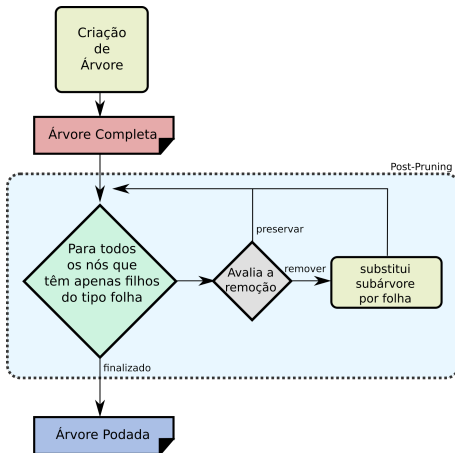 Criação
de
Árvore
Árvore Completa
Post-Pruning
Para todos
os nós que
têm apenas filhos
do tipo folha
Avalia a
remoção
preservar
remover
substitui
subárvore
por folha
finalizado
Árvore Podada